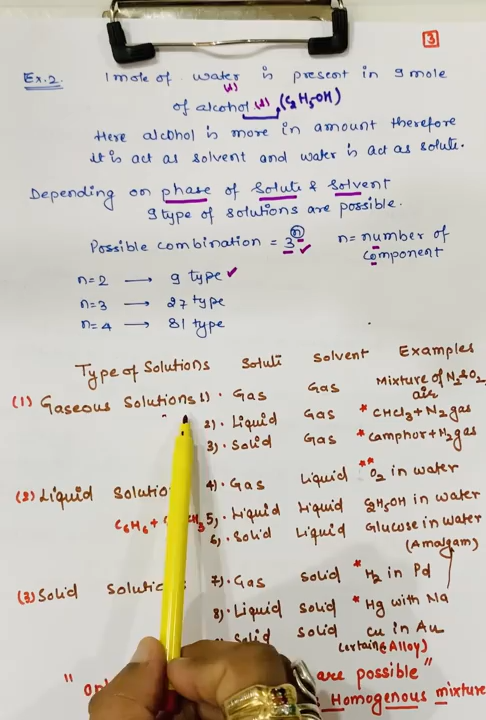 3
Ex.2. 1 mole of water is present in 9 mole
(l)
of alcohol (l) (C2H5OH)
Here alcohol is more in amount therefore
it is act as solvent and water is act as solute.
Depending on phase of Solute & Solvent
9 type of solutions are possible.
Possible combination = 3ⁿ ✓ n = number of
component
n=2 → 9 type ✓
n=3 → 27 type
n=4 → 81 type
Type of Solutions Solute Solvent Examples
(1) Gaseous Solutions 1). Gas Gas Mixture of N2 & O2
air
2). Liquid Gas * CHCl3 + N2 gas
3). Solid Gas * Camphor + N2 gas
(2) Liquid Solutio 4). Gas Liquid ** O2 in water
C6H6 + CH3 5). Liquid Liquid C2H5OH in water
6). Solid Liquid Glucose in water
(Amalgam)
(3) Solid Solutio 7). Gas Solid * H2 in Pd
8). Liquid Solid * Hg with Na
Solid Solid Cu in Au
(Alloy)
are possible"
Homogenous mixture